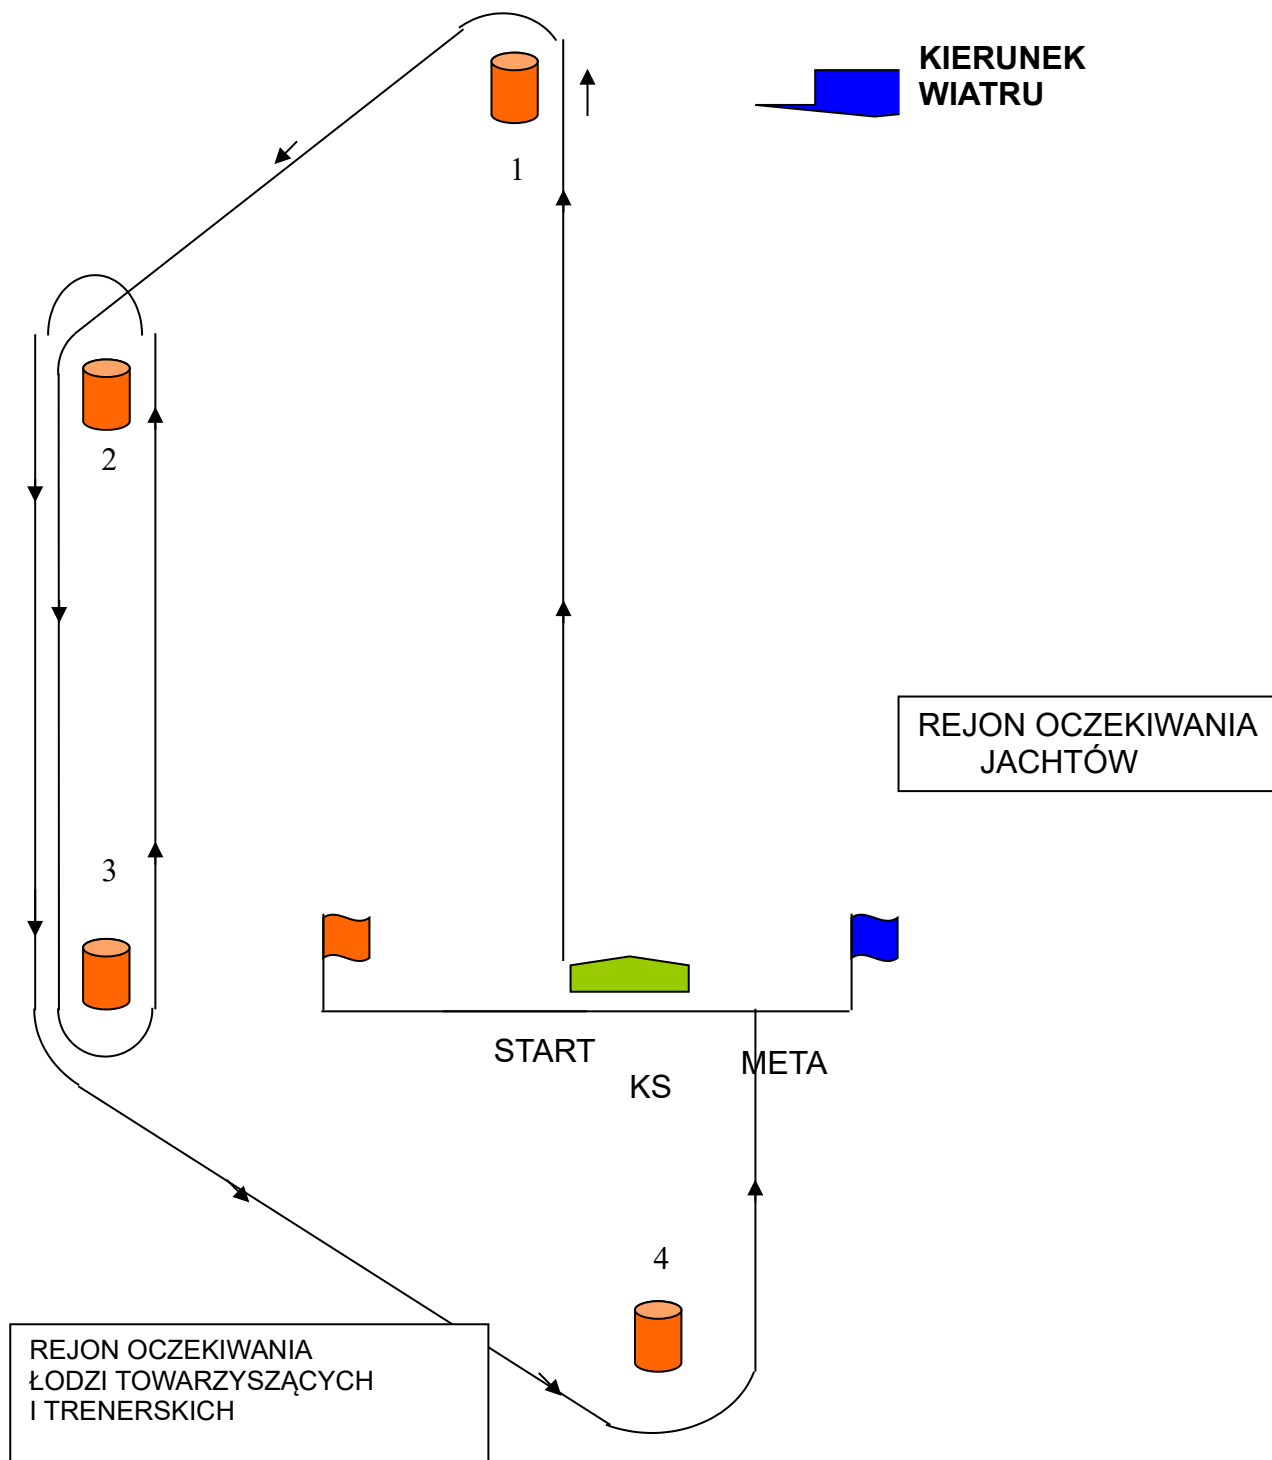 KIERUNEK
WIATRU
1
2
REJON OCZEKIWANIA
JACHTÓW
3
START
META
KS
4
REJON OCZEKIWANIA
ŁODZI TOWARZYSZĄCYCH
I TRENERSKICH